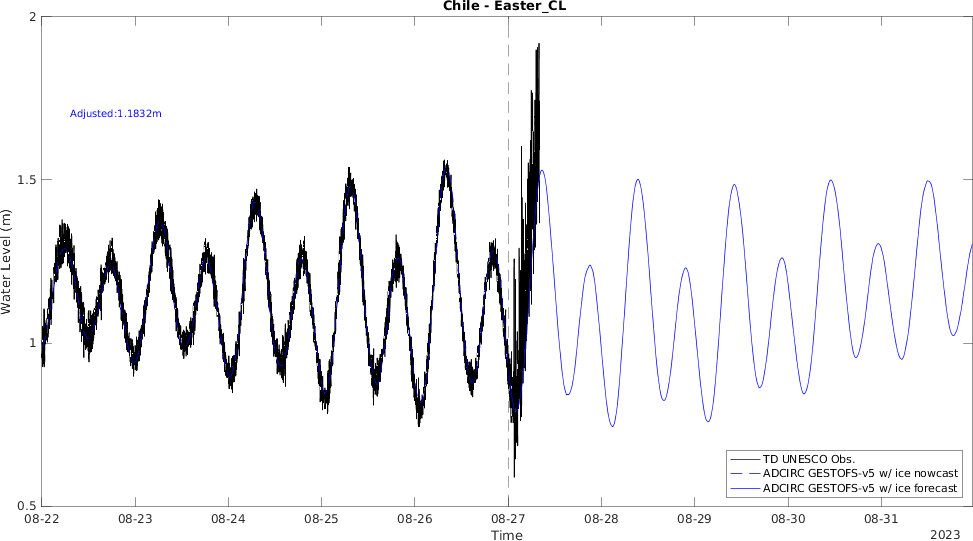 Chile - Easter_CL
2
Adjusted:1.1832m
1.5
Water Level (m)
1
TD UNESCO Obs.
ADCIRC GESTOFS-v5 w/ ice nowcast
ADCIRC GESTOFS-v5 w/ ice forecast
0.5
08-22 08-23 08-24 08-25 08-26 08-27 08-28 08-29 08-30 08-31
Time
2023